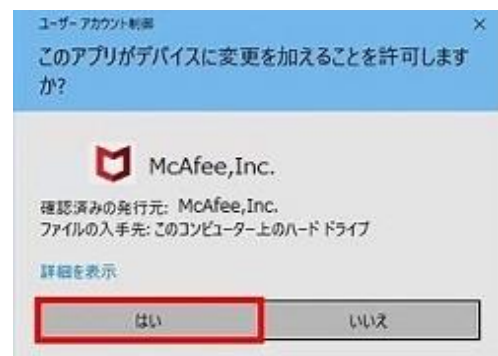 ユーザー アカウント制御
×
このアプリがデバイスに変更を加えることを許可します
か?
McAfee,Inc.
確認済みの発行元: McAfee,Inc.
ファイルの入手先: このコンピューター上のハード ドライブ
詳細を表示
はい いいえ